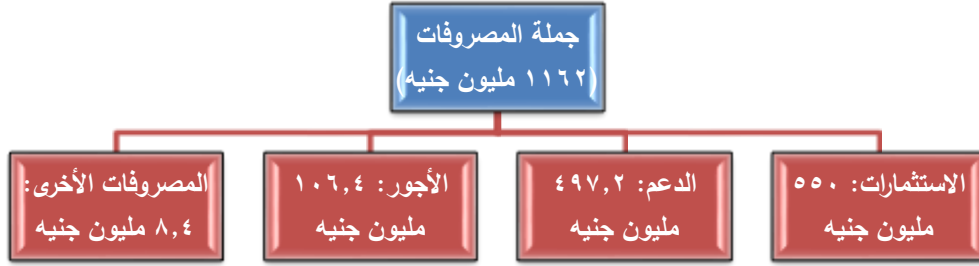 جملة المصروفات
(١١٦٢ مليون جنيه)
الاستثمارات: ٥٥٠
مليون جنيه
الدعم: ٤٩٧,٢
مليون جنيه
الأجور: ١٠٦,٤
مليون جنيه
المصروفات الأخرى:
٨,٤ مليون جنيه